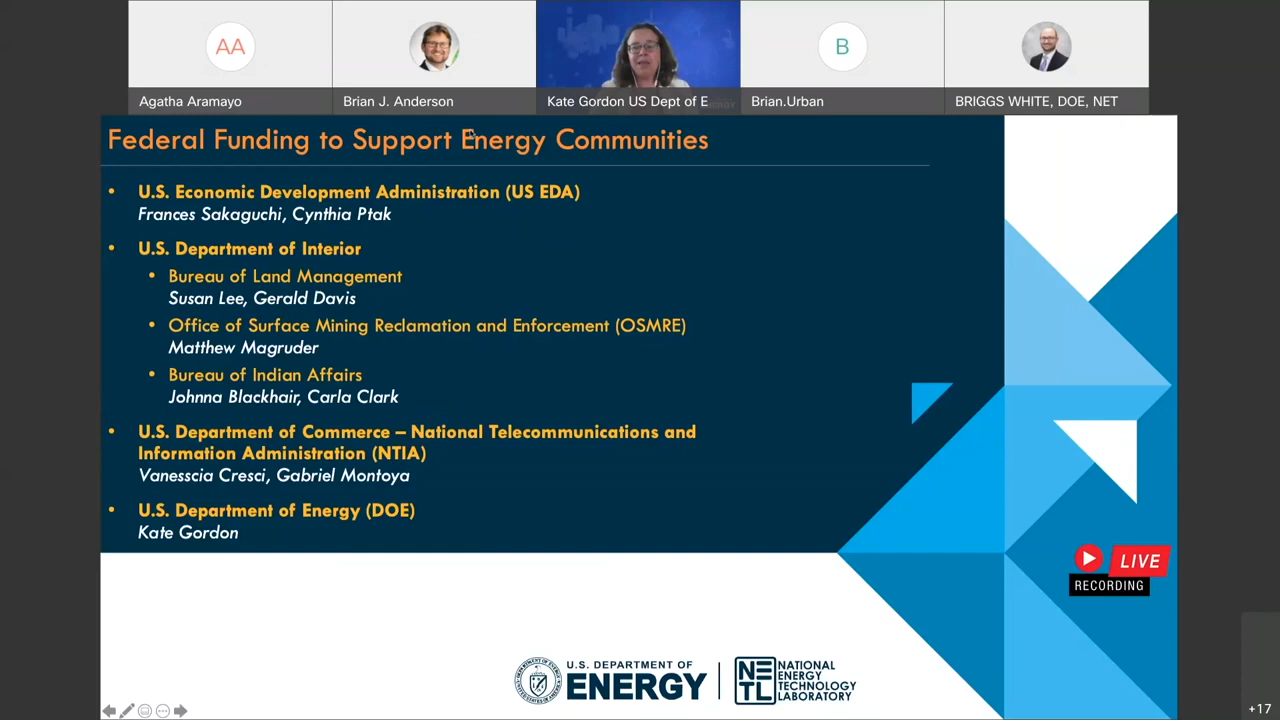 AA
B
Agatha Aramayo
Brian J. Anderson
Kate Gordon US Dept of E
Brian.Urban
BRIGGS WHITE, DOE, NET
Federal Funding to Support Energy Communities
• U.S. Economic Development Administration (US EDA)
Frances Sakaguchi, Cynthia Ptak
• U.S. Department of Interior
• Bureau of Land Management
Susan Lee, Gerald Davis
• Office of Surface Mining Reclamation and Enforcement (OSMRE)
Matthew Magruder
• Bureau of Indian Affairs
Johnna Blackhair, Carla Clark
• U.S. Department of Commerce – National Telecommunications and
Information Administration (NTIA)
Vanesscia Cresci, Gabriel Montoya
• U.S. Department of Energy (DOE)
Kate Gordon
LIVE
RECORDING
U.S. DEPARTMENT OF
ENERGY
NETL
NATIONAL
ENERGY
TECHNOLOGY
LABORATORY
+17